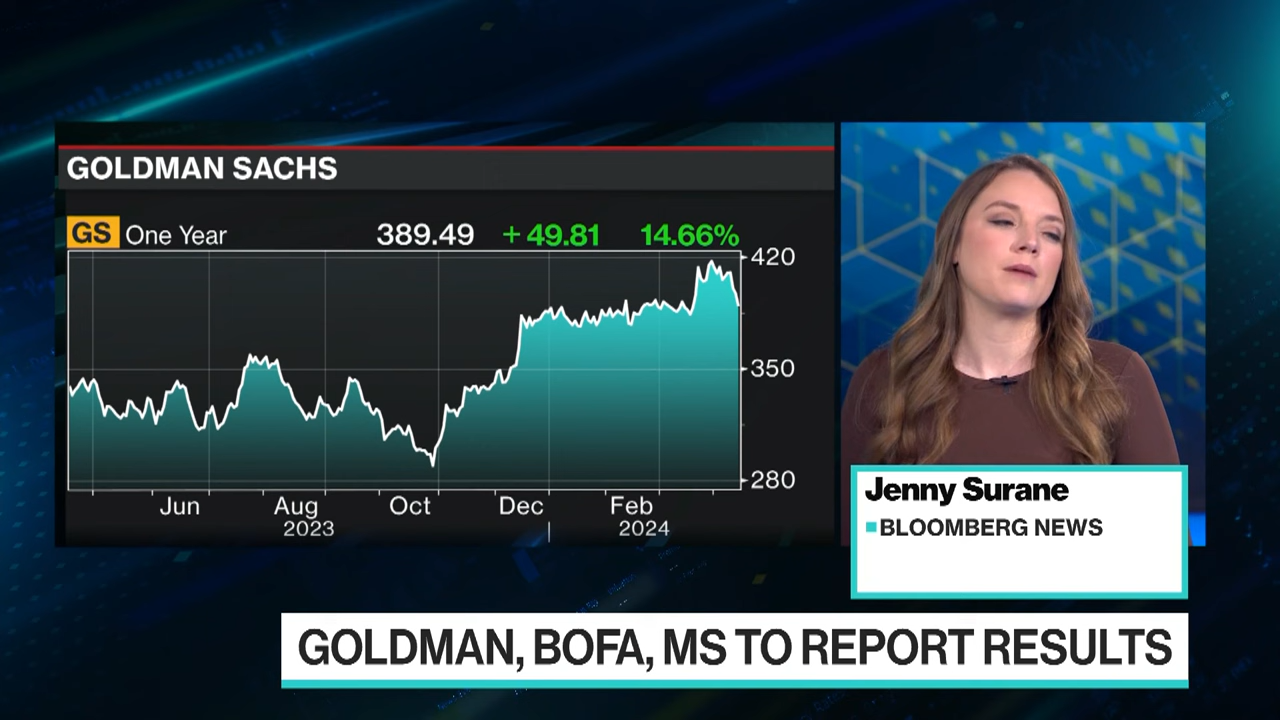 GOLDMAN SACHS
GS One Year 389.49 + 49.81 14.66%
420
350
280
Jun Aug Oct Dec Feb
2023 2024
Jenny Surane
BLOOMBERG NEWS
GOLDMAN, BOFA, MS TO REPORT RESULTS